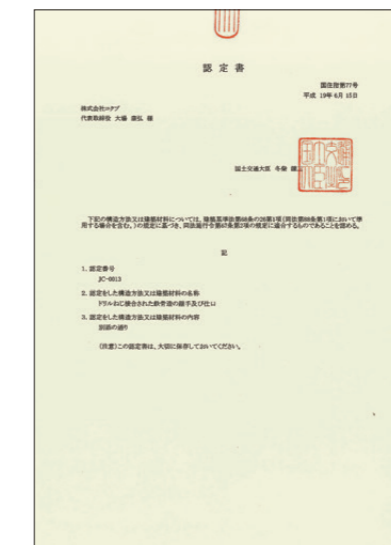 認定書
国住指第77号
平成 19年 6月 15日
株式会社コナブ
代表取締役 大場 様
国土交通大臣 冬柴
下記の構造方法又は建築材料については、建築基準法第68条の26第1項(同法第88条第1項において準
用する場合を含む。)の規定に基づき、同法施行令第67条第2項の規定に適合するものであることを認める。
記
1. 認定番号
JC-0013
2. 認定をした構造方法又は建築材料の名称
ドリルねじ接合された鉄骨造の継手及び仕口
3. 認定をした構造方法又は建築材料の内容
別添の通り
(注意)この認定書は、大切に保存しておいてください。